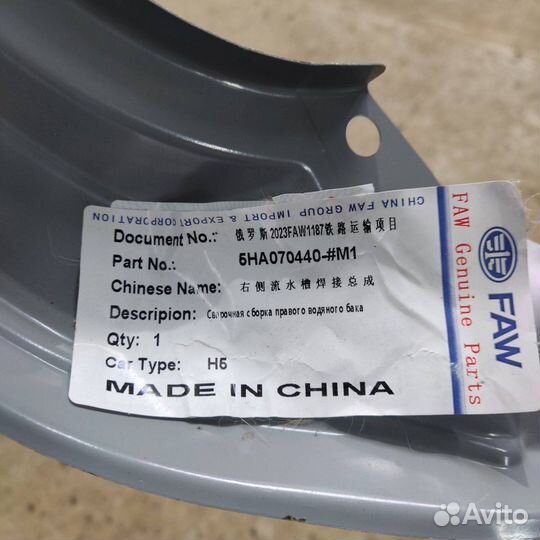 CHINA FAW GROUP IMPORT & EXPORT CORPORATION
Document No.: 俄罗斯2023FAW1187铁路运输项目
Part No.: 5HA070440-#M1
Chinese Name: 右侧流水槽焊接总成
Descripion: Сварочная сборка правого водяного бака
Qty: 1
Car Type: H5
MADE IN CHINA
FAW Genuine Parts
FAW
Avito